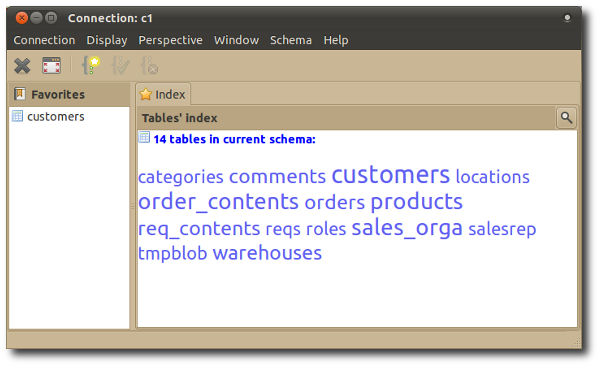 Connection: c1
Connection Display Perspective Window Schema Help
Favorites
customers
Index
Tables' index
14 tables in current schema:
categories comments customers locations
order_contents orders products
req_contents reqs roles sales_orga salesrep
tmpblob warehouses